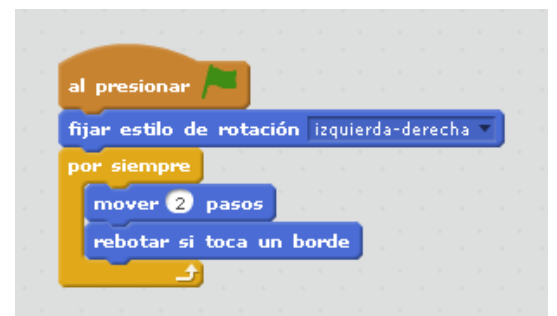 al presionar
fijar estilo de rotación izquierda-derecha
por siempre
mover 2 pasos
rebotar si toca un borde